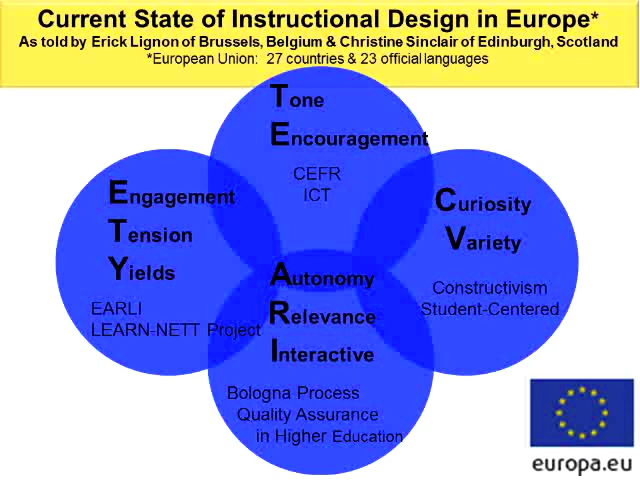 Current State of Instructional Design in Europe*
As told by Erick Lignon of Brussels, Belgium & Christine Sinclair of Edinburgh, Scotland
*European Union: 27 countries & 23 official languages
Tone
Encouragement
CEFR
ICT
Engagement
Tension
Yields
EARLI
LEARN-NETT Project
Curiosity
Variety
Constructivism
Student-Centered
Autonomy
Relevance
Interactive
Bologna Process
Quality Assurance
in Higher Education
europa.eu